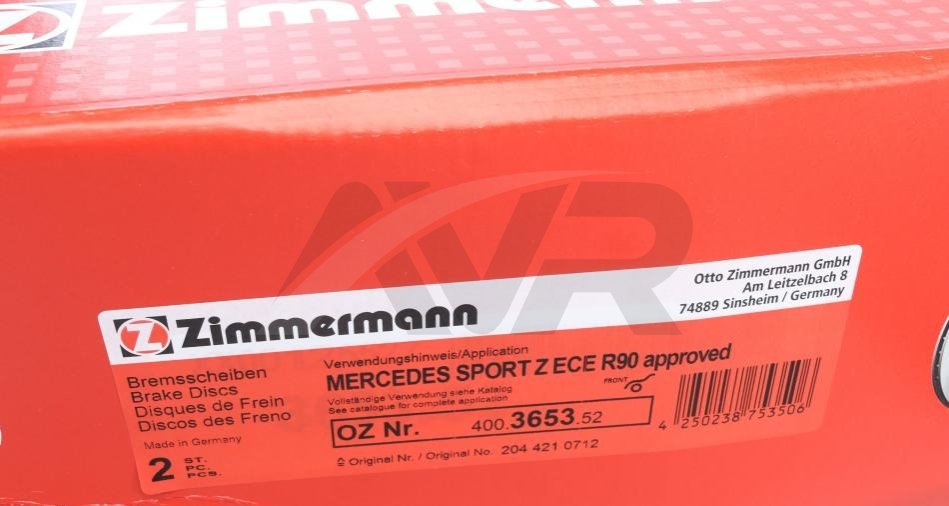 Zimmermann
AVR
Zimmermann
Otto Zimmermann GmbH
Am Leitzelbach 8
74889 Sinsheim / Germany
Bremsscheiben
Brake Discs
Disques de Frein
Discos del Freno
Made in Germany
2 ST.
PC.
PCS.
Verwendungshinweis/Application
MERCEDES SPORT Z ECE R90 approved
Vollständige Verwendung siehe Katalog
See catalogue for complete application
FRONT
OZ Nr. 400.3653.52
Original Nr. / Original No. 204 421 0712
4 250238 753506